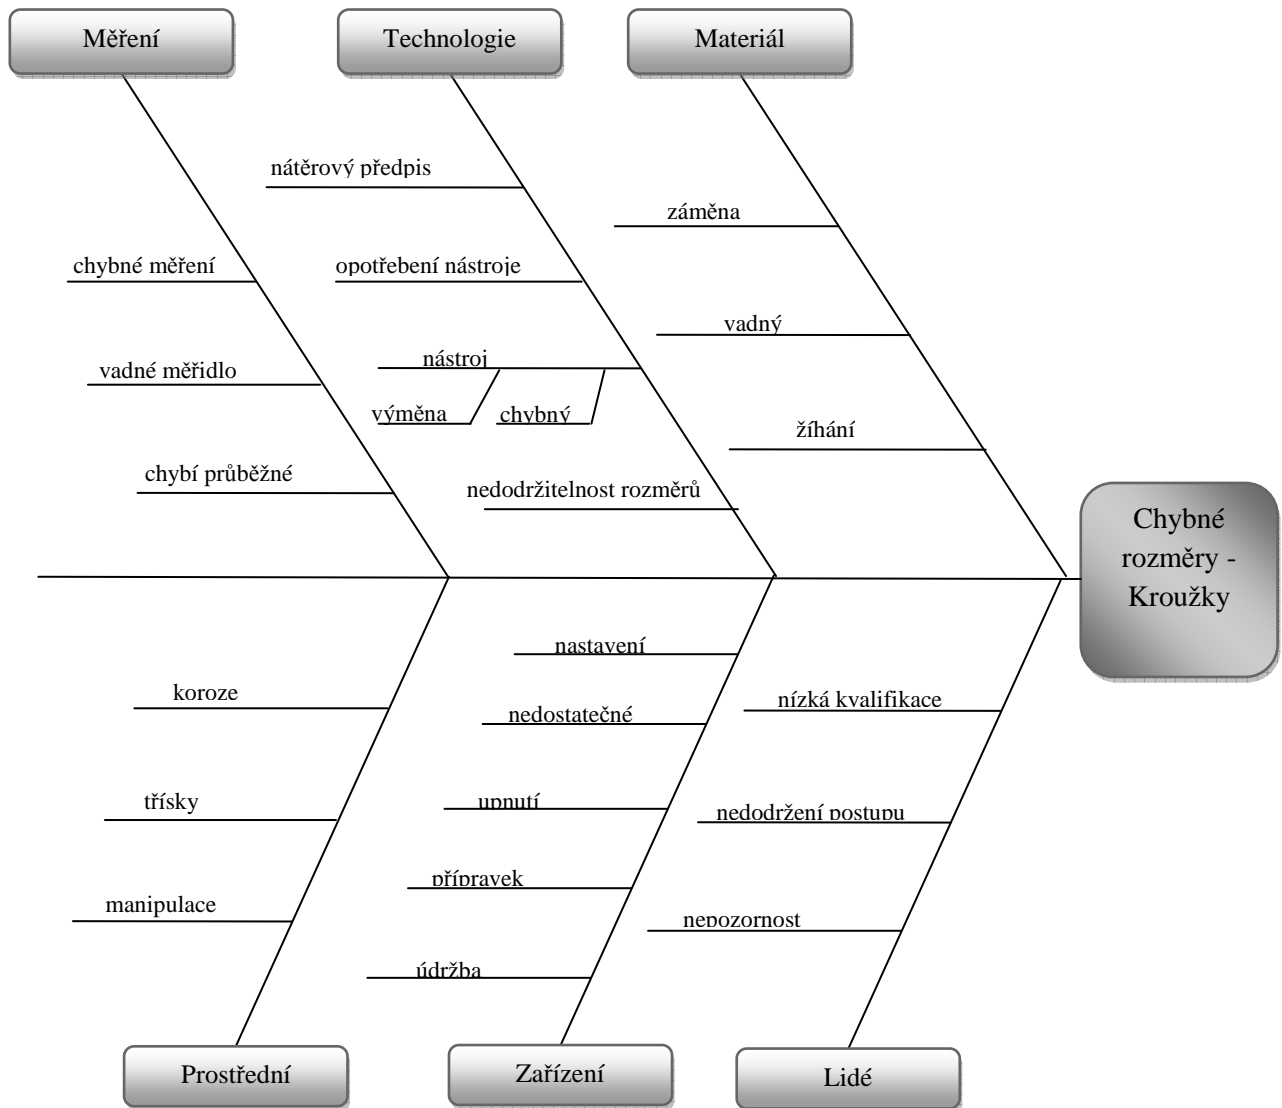 Měření
Technologie
Materiál
nátěrový předpis
záměna
chybné měření
opotřebení nástroje
vadný
nástroj
vadné měřidlo
výměna
chybný
žíhání
chybí průběžné
nedodržitelnost rozměrů
Chybné
rozměry -
Kroužky
nastavení
koroze
nízká kvalifikace
nedostatečné
třísky
upnutí
nedodržení postupu
přípravek
manipulace
nepozornost
údržba
Prostřední
Zařízení
Lidé